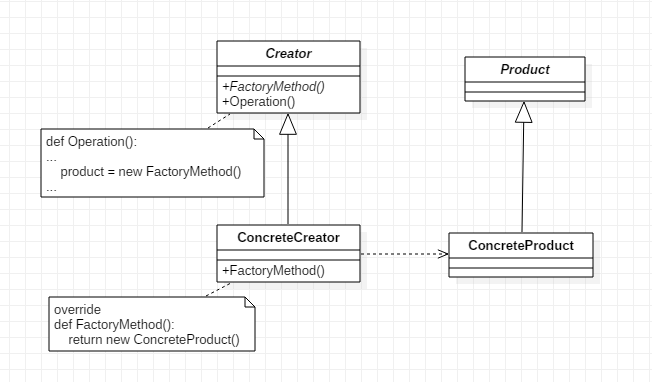 Creator
+FactoryMethod()
+Operation()
Product
def Operation():
...
product = new FactoryMethod()
...
ConcreteCreator
+FactoryMethod()
ConcreteProduct
override
def FactoryMethod():
return new ConcreteProduct()